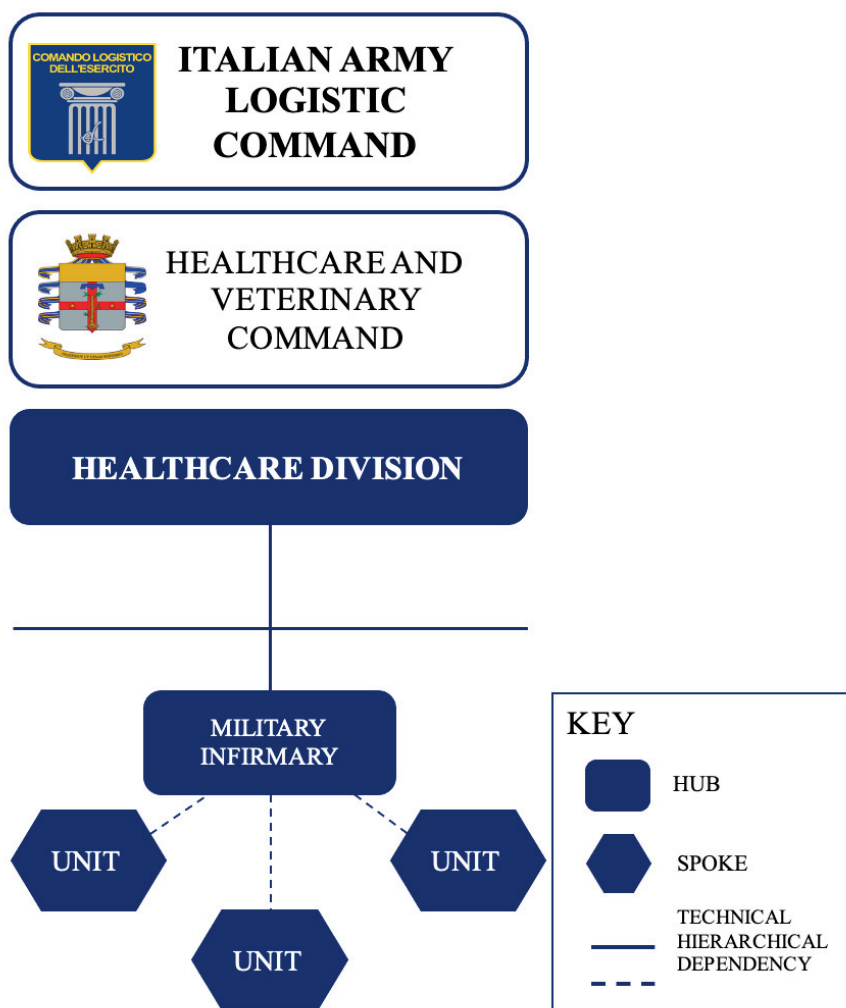 COMANDO LOGISTICO
DELL'ESERCITO
ITALIAN ARMY
LOGISTIC
COMMAND
HEALTHCARE AND
VETERINARY
COMMAND
HEALTHCARE DIVISION
MILITARY
INFIRMARY
UNIT
UNIT
UNIT
KEY
HUB
SPOKE
TECHNICAL
HIERARCHICAL
DEPENDENCY